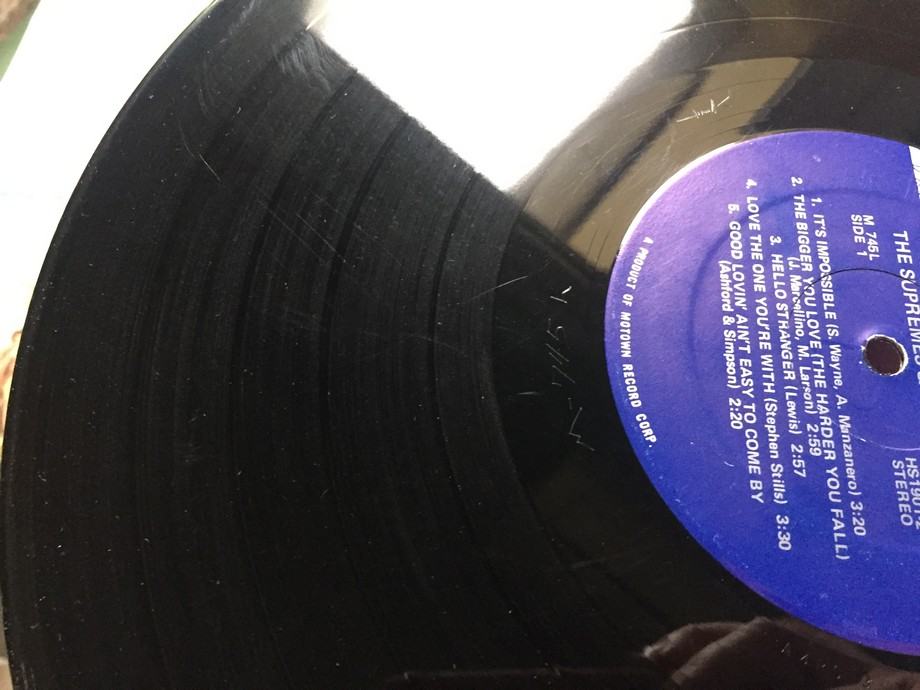 THE SUPREMES &
M 745L
SIDE 1
HS1901-2
STEREO
1. IT'S IMPOSSIBLE (S. Wayne, A. Manzanero) 3:20
2. THE BIGGER YOU LOVE (THE HARDER YOU FALL)
(J. Marcellino, M. Larson) 2:59
3. HELLO STRANGER (Lewis) 2:57
4. LOVE THE ONE YOU'RE WITH (Stephen Stills) 3:30
5. GOOD LOVIN' AIN'T EASY TO COME BY
(Ashford & Simpson) 2:20
A PRODUCT OF MOTOWN RECORD CORP.